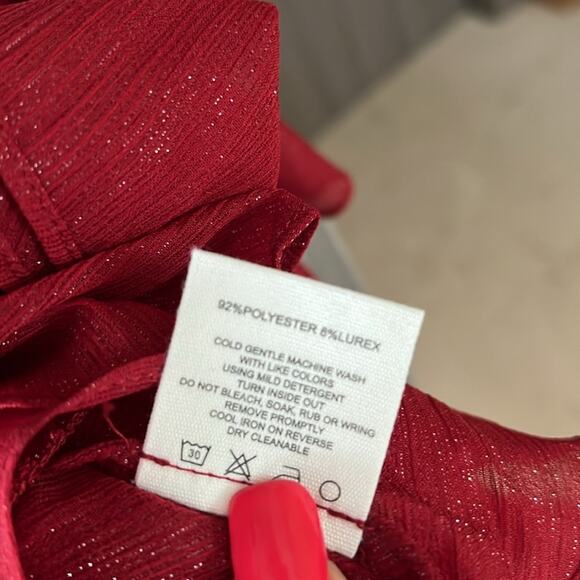 92%POLYESTER 8%LUREX
COLD GENTLE MACHINE WASH
WITH LIKE COLORS
USING MILD DETERGENT
TURN INSIDE OUT
DO NOT BLEACH, SOAK, RUB OR WRING
REMOVE PROMPTLY
COOL IRON ON REVERSE
DRY CLEANABLE
30